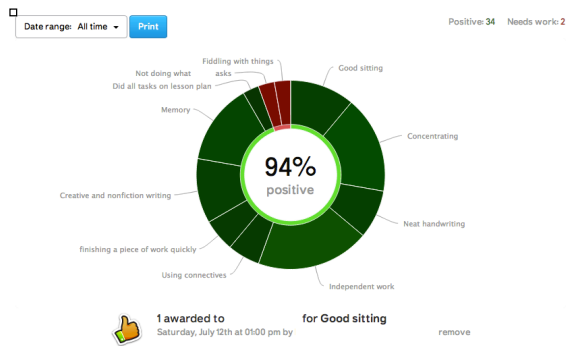 Date range: All time
Print
Positive: 34 Needs work: 2
Fiddling with things
Not doing what asks
Did all tasks on lesson plan
Good sitting
Memory
Concentrating
94%
positive
Creative and nonfiction writing
Neat handwriting
finishing a piece of work quickly
Using connectives
Independent work
1 awarded to for Good sitting
Saturday, July 12th at 01:00 pm by remove